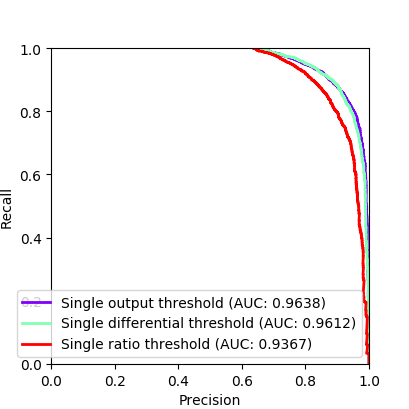 1.0
0.8
0.6
0.4
0.2
0.0
Recall
Single output threshold (AUC: 0.9638)
Single differential threshold (AUC: 0.9612)
Single ratio threshold (AUC: 0.9367)
0.0 0.2 0.4 0.6 0.8 1.0
Precision